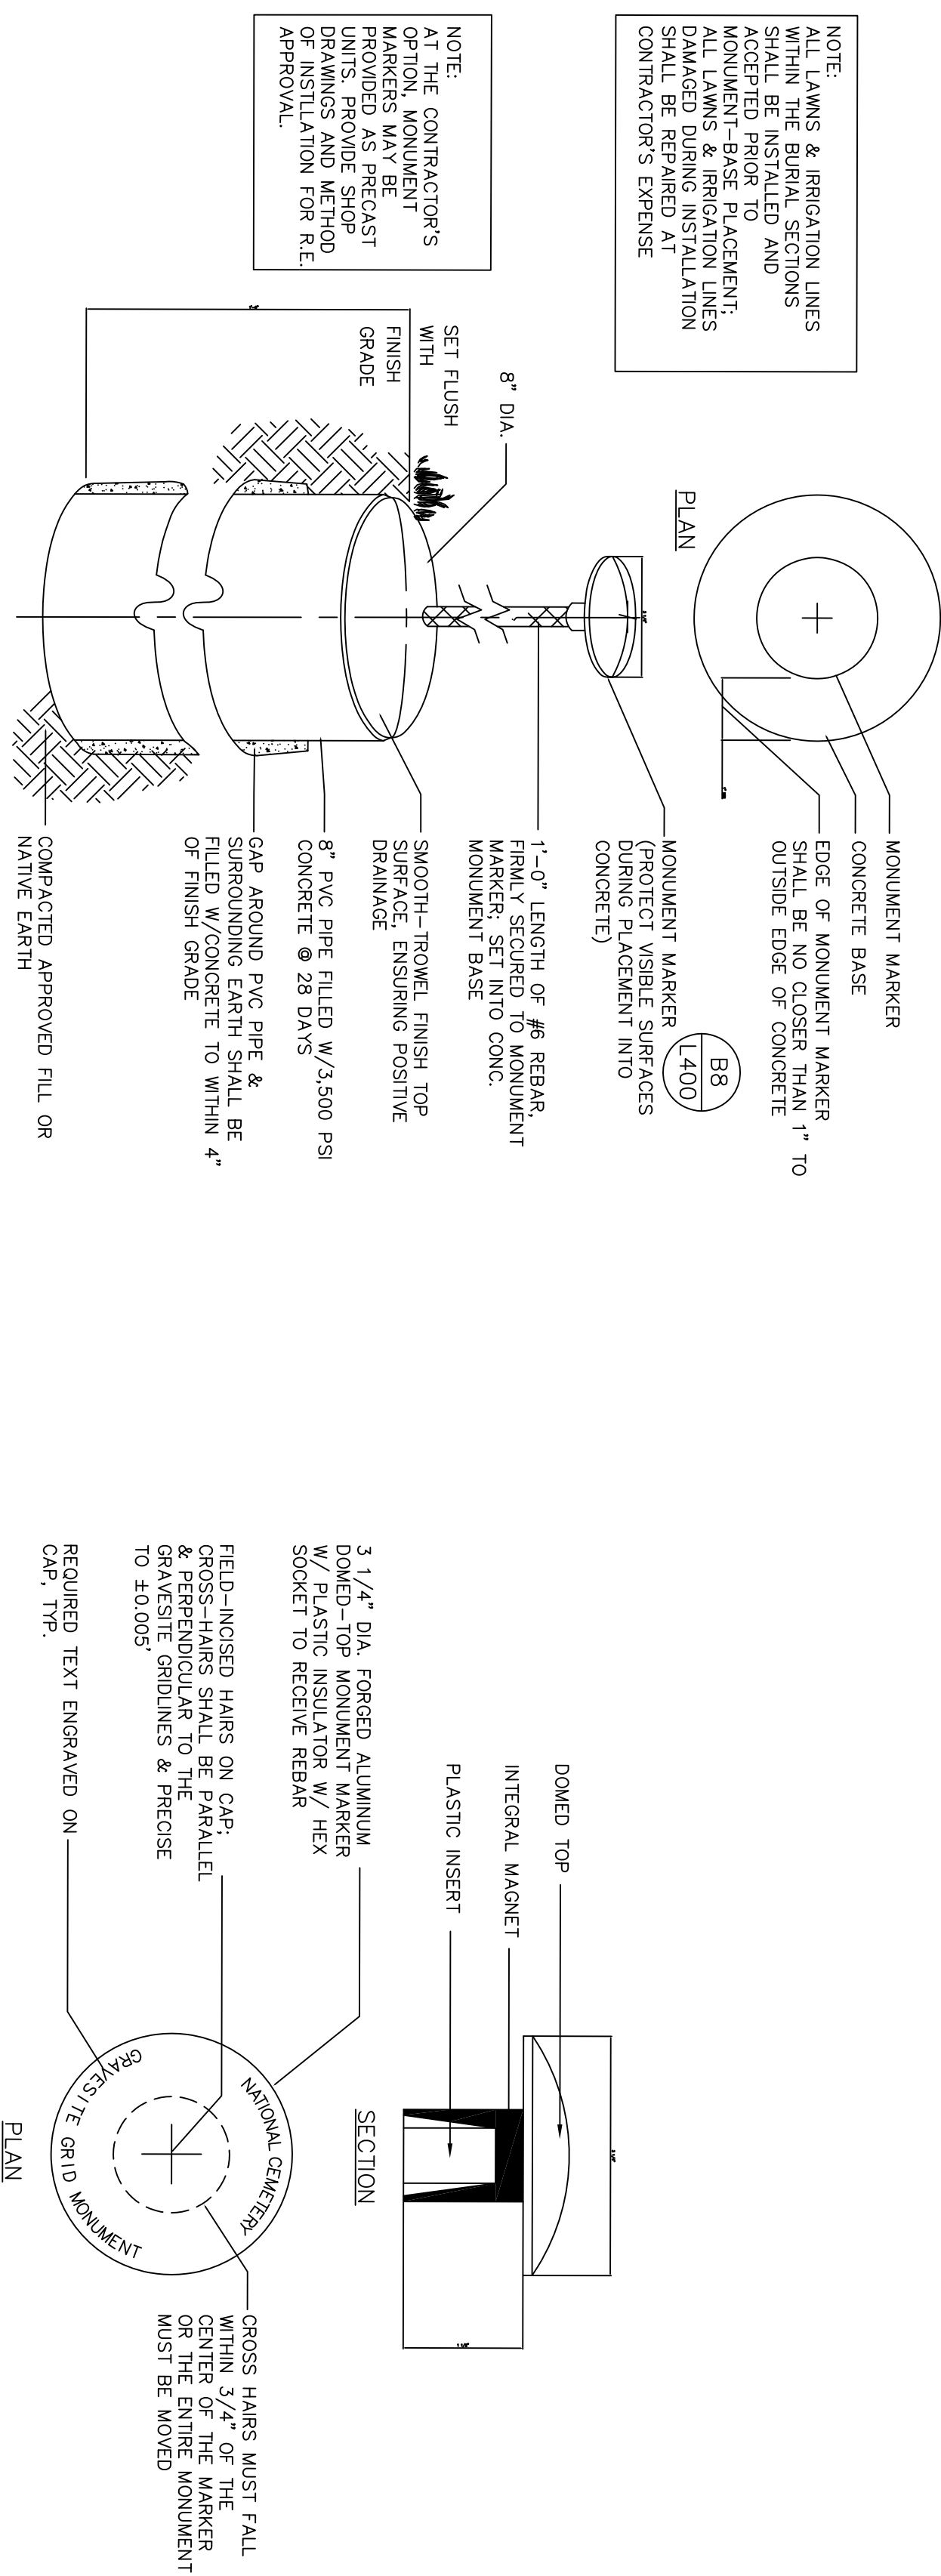 NOTE:
ALL LAWNS & IRRIGATION LINES
WITHIN THE BURIAL SECTIONS
SHALL BE INSTALLED AND
ACCEPTED PRIOR TO
MONUMENT-BASE PLACEMENT;
ALL LAWNS & IRRIGATION LINES
DAMAGED DURING INSTALLATION
SHALL BE REPAIRED AT
CONTRACTOR'S EXPENSE
NOTE:
AT THE CONTRACTOR'S
OPTION, MONUMENT
MARKERS MAY BE
PROVIDED AS PRECAST
UNITS. PROVIDE SHOP
DRAWINGS AND METHOD
OF INSTLLATION FOR R.E.
APPROVAL.
PLAN
MONUMENT MARKER
CONCRETE BASE
EDGE OF MONUMENT MARKER
SHALL BE NO CLOSER THAN 1" TO
OUTSIDE EDGE OF CONCRETE
B8
L400
MONUMENT MARKER
(PROTECT VISIBLE SURFACES
DURING PLACEMENT INTO
CONCRETE)
8" DIA.
SET FLUSH
WITH
FINISH
GRADE
1'-0" LENGTH OF #6 REBAR,
FIRMLY SECURED TO MONUMENT
MARKER; SET INTO CONC.
MONUMENT BASE
SMOOTH-TROWEL FINISH TOP
SURFACE, ENSURING POSITIVE
DRAINAGE
8" PVC PIPE FILLED W/3,500 PSI
CONCRETE @ 28 DAYS
GAP AROUND PVC PIPE &
SURROUNDING EARTH SHALL BE
FILLED W/CONCRETE TO WITHIN 4"
OF FINISH GRADE
COMPACTED APPROVED FILL OR
NATIVE EARTH
DOMED TOP
INTEGRAL MAGNET
PLASTIC INSERT
SECTION
3 1/4" DIA. FORGED ALUMINUM
DOMED-TOP MONUMENT MARKER
W/ PLASTIC INSULATOR W/ HEX
SOCKET TO RECEIVE REBAR
FIELD-INCISED HAIRS ON CAP;
CROSS-HAIRS SHALL BE PARALLEL
& PERPENDICULAR TO THE
GRAVESITE GRIDLINES & PRECISE
TO ±0.005'
REQUIRED TEXT ENGRAVED ON
CAP, TYP.
NATIONAL CEMETERY
GRAVESITE GRID MONUMENT
CROSS HAIRS MUST FALL
WITHIN 3/4" OF THE
CENTER OF THE MARKER
OR THE ENTIRE MONUMENT
MUST BE MOVED
PLAN